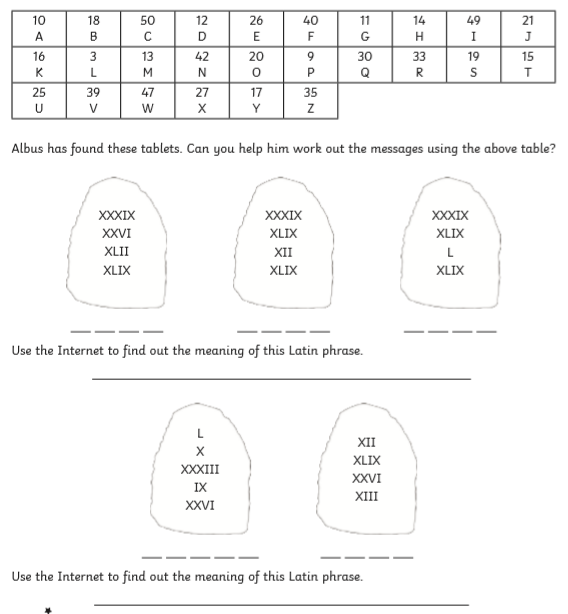 10 18 50 12 26 40 11 14 49 21
A B C D E F G H I J
16 3 13 42 20 9 30 33 19 15
K L M N O P Q R S T
25 39 47 27 17 35
U V W X Y Z
Albus has found these tablets. Can you help him work out the messages using the above table?
XXXIX XXXIX XXXIX
XXVI XLIX XLIX
XLII XII L
XLIX XLIX XLIX
Use the Internet to find out the meaning of this Latin phrase.
L
X
XXXIII
IX
XXVI
XII
XLIX
XXVI
XIII
Use the Internet to find out the meaning of this Latin phrase.